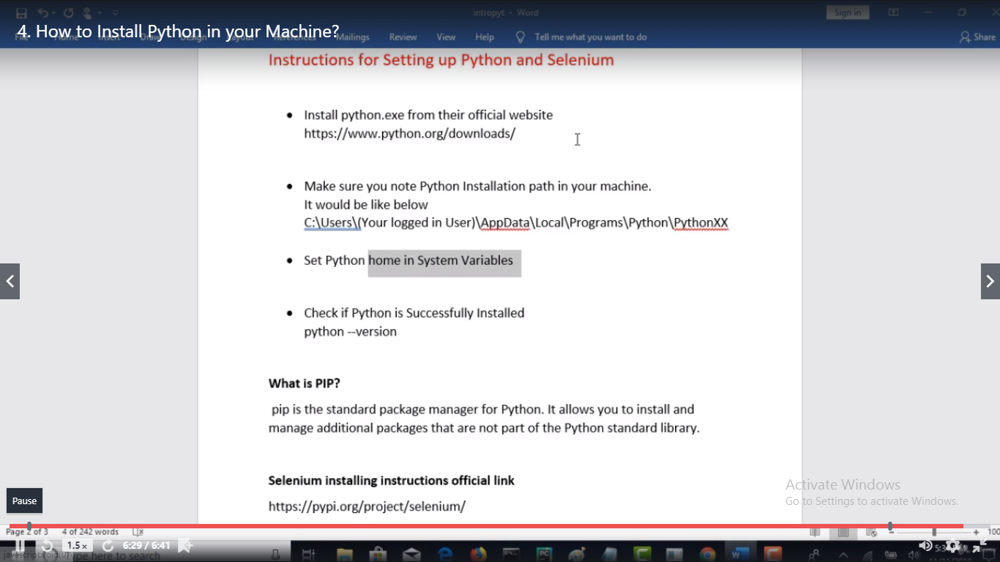 intropyt - Word
Sign in
4. How to Install Python in your Machine?
Mailings Review View Help Tell me what you want to do Share
Instructions for Setting up Python and Selenium
Install python.exe from their official website
https://www.python.org/downloads/
Make sure you note Python Installation path in your machine.
It would be like below
C:\Users\(Your logged in User)\AppData\Local\Programs\Python\PythonXX
Set Python home in System Variables
Check if Python is Successfully Installed
python --version
What is PIP?
pip is the standard package manager for Python. It allows you to install and
manage additional packages that are not part of the Python standard library.
Selenium installing instructions official link
https://pypi.org/project/selenium/
Activate Windows
Go to Settings to activate Windows.
Pause
Page 2 of 3 4 of 242 words
1.5x 6:29 / 6:41
javascript:void(0) here to search